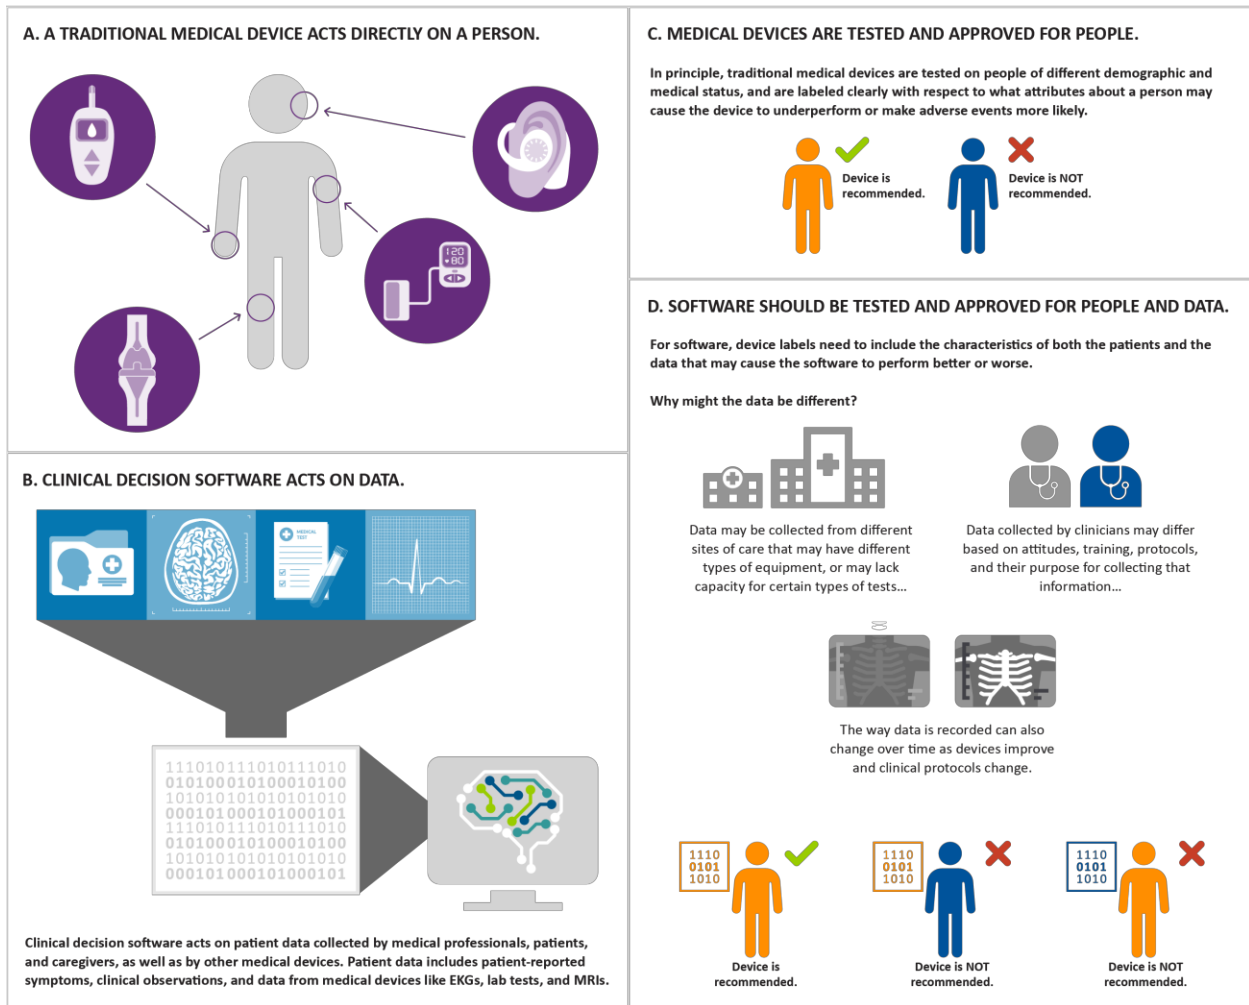 A. A TRADITIONAL MEDICAL DEVICE ACTS DIRECTLY ON A PERSON.
120
80
B. CLINICAL DECISION SOFTWARE ACTS ON DATA.
MEDICAL
TEST
111010111010111010
010100010100010100
101010101010101010
000101000101000101
111010111010111010
010100010100010100
101010101010101010
000101000101000101
Clinical decision software acts on patient data collected by medical professionals, patients,
and caregivers, as well as by other medical devices. Patient data includes patient-reported
symptoms, clinical observations, and data from medical devices like EKGs, lab tests, and MRIs.
C. MEDICAL DEVICES ARE TESTED AND APPROVED FOR PEOPLE.
In principle, traditional medical devices are tested on people of different demographic and
medical status, and are labeled clearly with respect to what attributes about a person may
cause the device to underperform or make adverse events more likely.
Device is
recommended.
Device is NOT
recommended.
D. SOFTWARE SHOULD BE TESTED AND APPROVED FOR PEOPLE AND DATA.
For software, device labels need to include the characteristics of both the patients and the
data that may cause the software to perform better or worse.
Why might the data be different?
Data may be collected from different
sites of care that may have different
types of equipment, or may lack
capacity for certain types of tests...
Data collected by clinicians may differ
based on attitudes, training, protocols,
and their purpose for collecting that
information...
The way data is recorded can also
change over time as devices improve
and clinical protocols change.
1110
0101
1010
Device is
recommended.
1110
0101
1010
Device is NOT
recommended.
1110
0101
1010
Device is NOT
recommended.